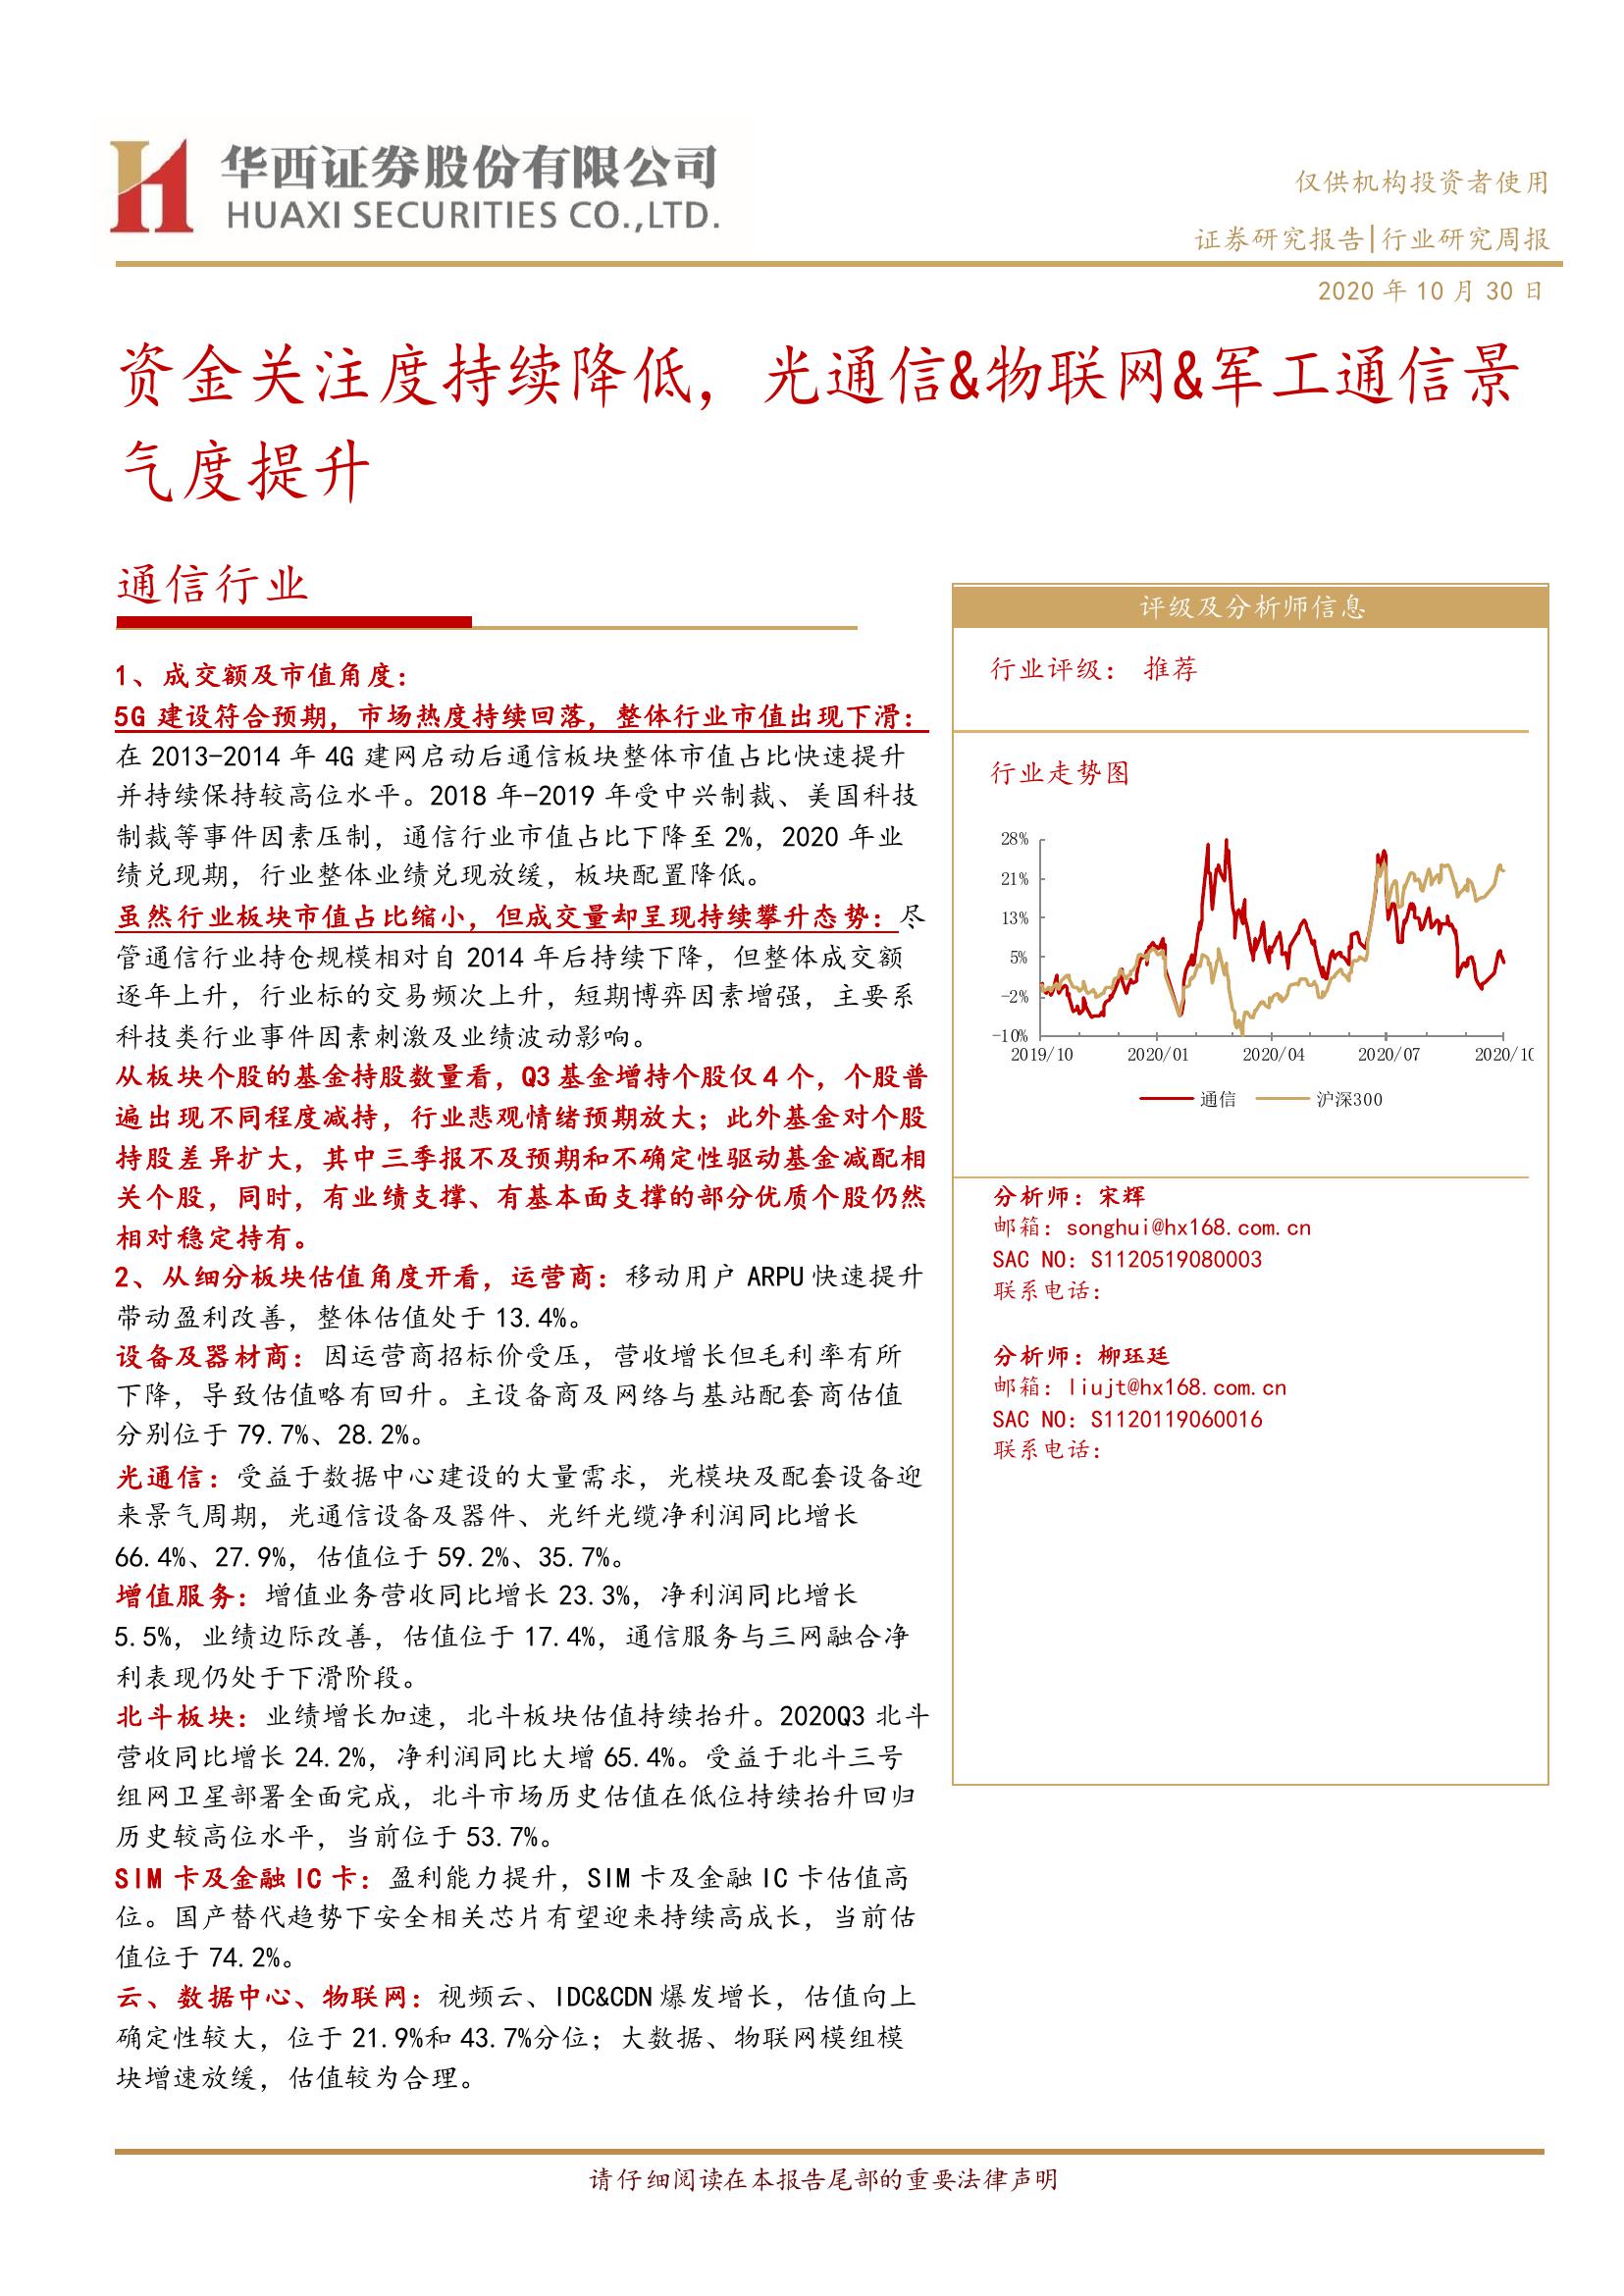 华西证券股份有限公司
HUAXI SECURITIES CO.,LTD.
仅供机构投资者使用
证券研究报告|行业研究周报
2020 年 10 月 30 日
资金关注度持续降低，光通信&物联网&军工通信景
气度提升
通信行业
1、成交额及市值角度：
5G 建设符合预期，市场热度持续回落，整体行业市值出现下滑：
在 2013-2014 年 4G 建网启动后通信板块整体市值占比快速提升
并持续保持较高位水平。2018 年-2019 年受中兴制裁、美国科技
制裁等事件因素压制，通信行业市值占比下降至 2%，2020 年业
绩兑现期，行业整体业绩兑现放缓，板块配置降低。
虽然行业板块市值占比缩小，但成交量却呈现持续攀升态势：尽
管通信行业持仓规模相对自 2014 年后持续下降，但整体成交额
逐年上升，行业标的交易频次上升，短期博弈因素增强，主要系
科技类行业事件因素刺激及业绩波动影响。
从板块个股的基金持股数量看，Q3 基金增持个股仅 4 个，个股普
遍出现不同程度减持，行业悲观情绪预期放大；此外基金对个股
持股差异扩大，其中三季报不及预期和不确定性驱动基金减配相
关个股，同时，有业绩支撑、有基本面支撑的部分优质个股仍然
相对稳定持有。
2、从细分板块估值角度开看，运营商：移动用户 ARPU 快速提升
带动盈利改善，整体估值处于 13.4%。
设备及器材商：因运营商招标价受压，营收增长但毛利率有所
下降，导致估值略有回升。主设备商及网络与基站配套商估值
分别位于 79.7%、28.2%。
光通信：受益于数据中心建设的大量需求，光模块及配套设备迎
来景气周期，光通信设备及器件、光纤光缆净利润同比增长
66.4%、27.9%，估值位于 59.2%、35.7%。
增值服务：增值业务营收同比增长 23.3%，净利润同比增长
5.5%，业绩边际改善，估值位于 17.4%，通信服务与三网融合净
利表现仍处于下滑阶段。
北斗板块：业绩增长加速，北斗板块估值持续抬升。2020Q3 北斗
营收同比增长 24.2%，净利润同比大增 65.4%。受益于北斗三号
组网卫星部署全面完成，北斗市场历史估值在低位持续抬升回归
历史较高位水平，当前位于 53.7%。
SIM 卡及金融 IC 卡：盈利能力提升，SIM 卡及金融 IC 卡估值高
位。国产替代趋势下安全相关芯片有望迎来持续高成长，当前估
值位于 74.2%。
云、数据中心、物联网：视频云、IDC&CDN 爆发增长，估值向上
确定性较大，位于 21.9%和 43.7%分位；大数据、物联网模组模
块增速放缓，估值较为合理。
评级及分析师信息
行业评级： 推荐
行业走势图
28%
21%
13%
5%
-2%
-10%
2019/10 2020/01 2020/04 2020/07 2020/10
通信 沪深300
分析师：宋辉
邮箱：songhui@hx168.com.cn
SAC NO：S1120519080003
联系电话：
分析师：柳珏廷
邮箱：liujt@hx168.com.cn
SAC NO：S1120119060016
联系电话：
请仔细阅读在本报告尾部的重要法律声明